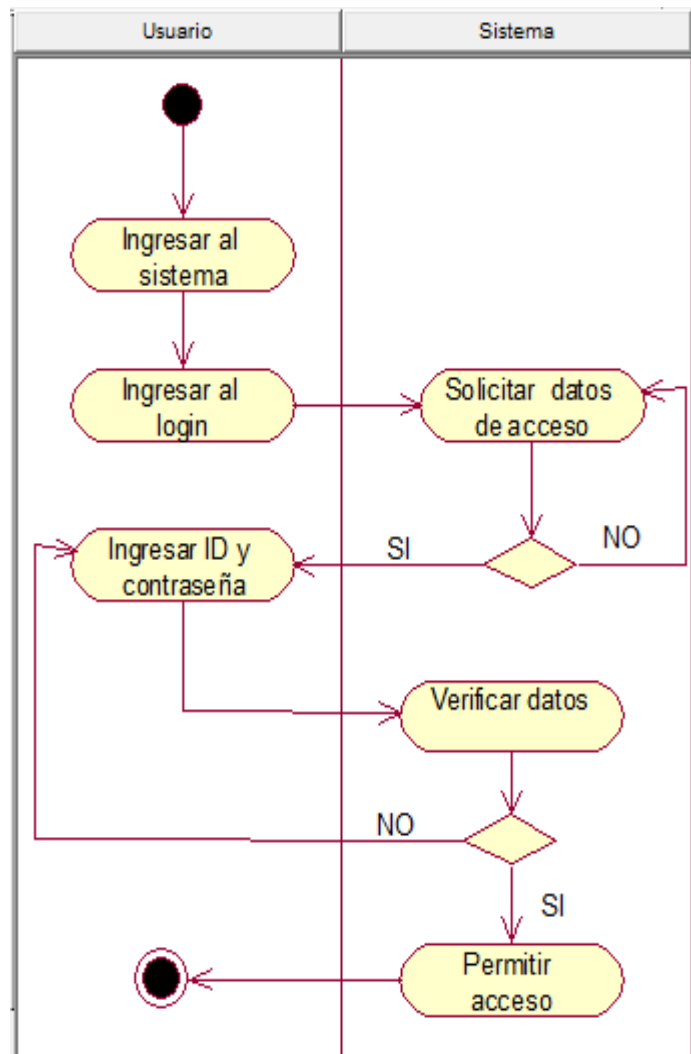 Usuario
Sistema
Ingresar al
sistema
Ingresar al
login
Solicitar datos
de acceso
NO
SI
Ingresar ID y
contraseña
Verificar datos
NO
SI
Permitir
acceso